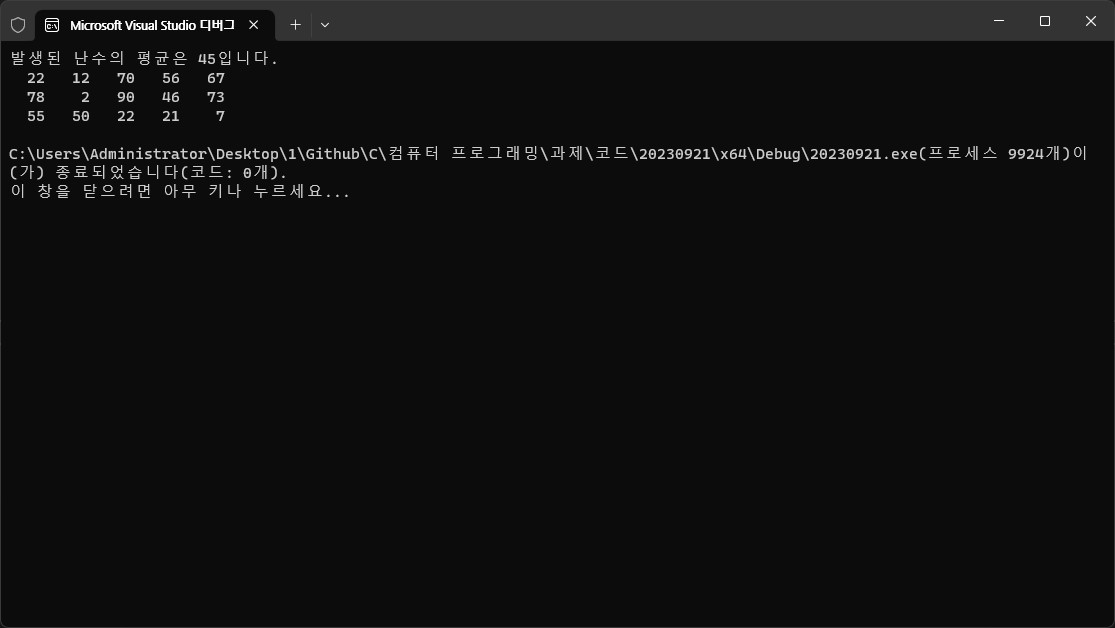 Microsoft Visual Studio 디버그
발생된 난수의 평균은 45입니다.
22 12 70 56 67
78 2 90 46 73
55 50 22 21 7
C:\Users\Administrator\Desktop\1\Github\C\컴퓨터 프로그래밍\과제\코드\20230921\x64\Debug\20230921.exe(프로세스 9924개)이
(가) 종료되었습니다(코드: 0개).
이 창을 닫으려면 아무 키나 누르세요...